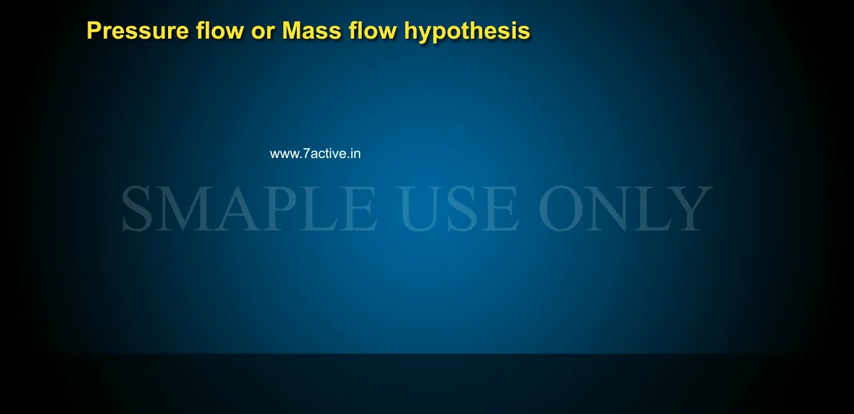 Pressure flow or Mass flow hypothesis
www.7active.in
SMAPLE USE ONLY